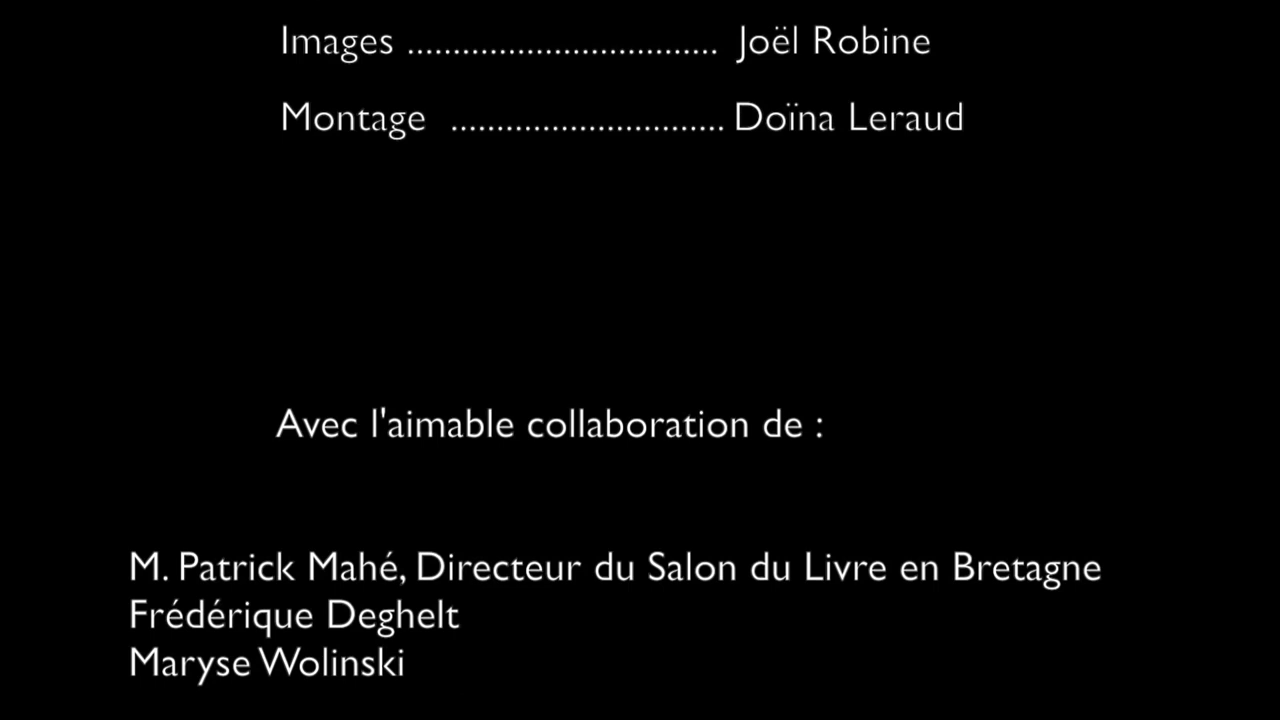 Images .................................. Joël Robine
Montage .............................. Doïna Leraud
Avec l'aimable collaboration de :
M. Patrick Mahé, Directeur du Salon du Livre en Bretagne
Frédérique Deghelt
Maryse Wolinski